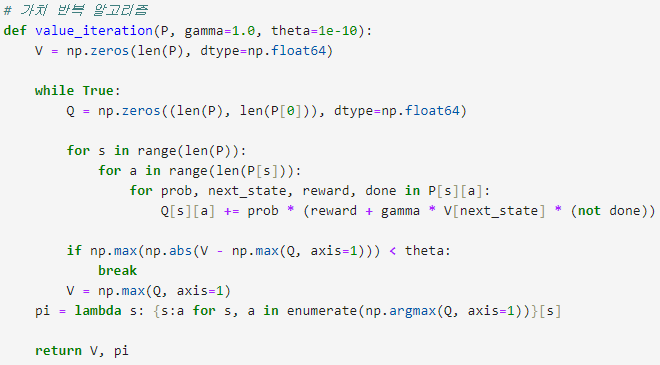 # 가치 반복 알고리즘
def value_iteration(P, gamma=1.0, theta=1e-10):
    V = np.zeros(len(P), dtype=np.float64)

    while True:
        Q = np.zeros((len(P), len(P[0])), dtype=np.float64)

        for s in range(len(P)):
            for a in range(len(P[s])):
                for prob, next_state, reward, done in P[s][a]:
                    Q[s][a] += prob * (reward + gamma * V[next_state] * (not done))

        if np.max(np.abs(V - np.max(Q, axis=1))) < theta:
            break
        V = np.max(Q, axis=1)
    pi = lambda s: {s:a for s, a in enumerate(np.argmax(Q, axis=1))}[s]

    return V, pi